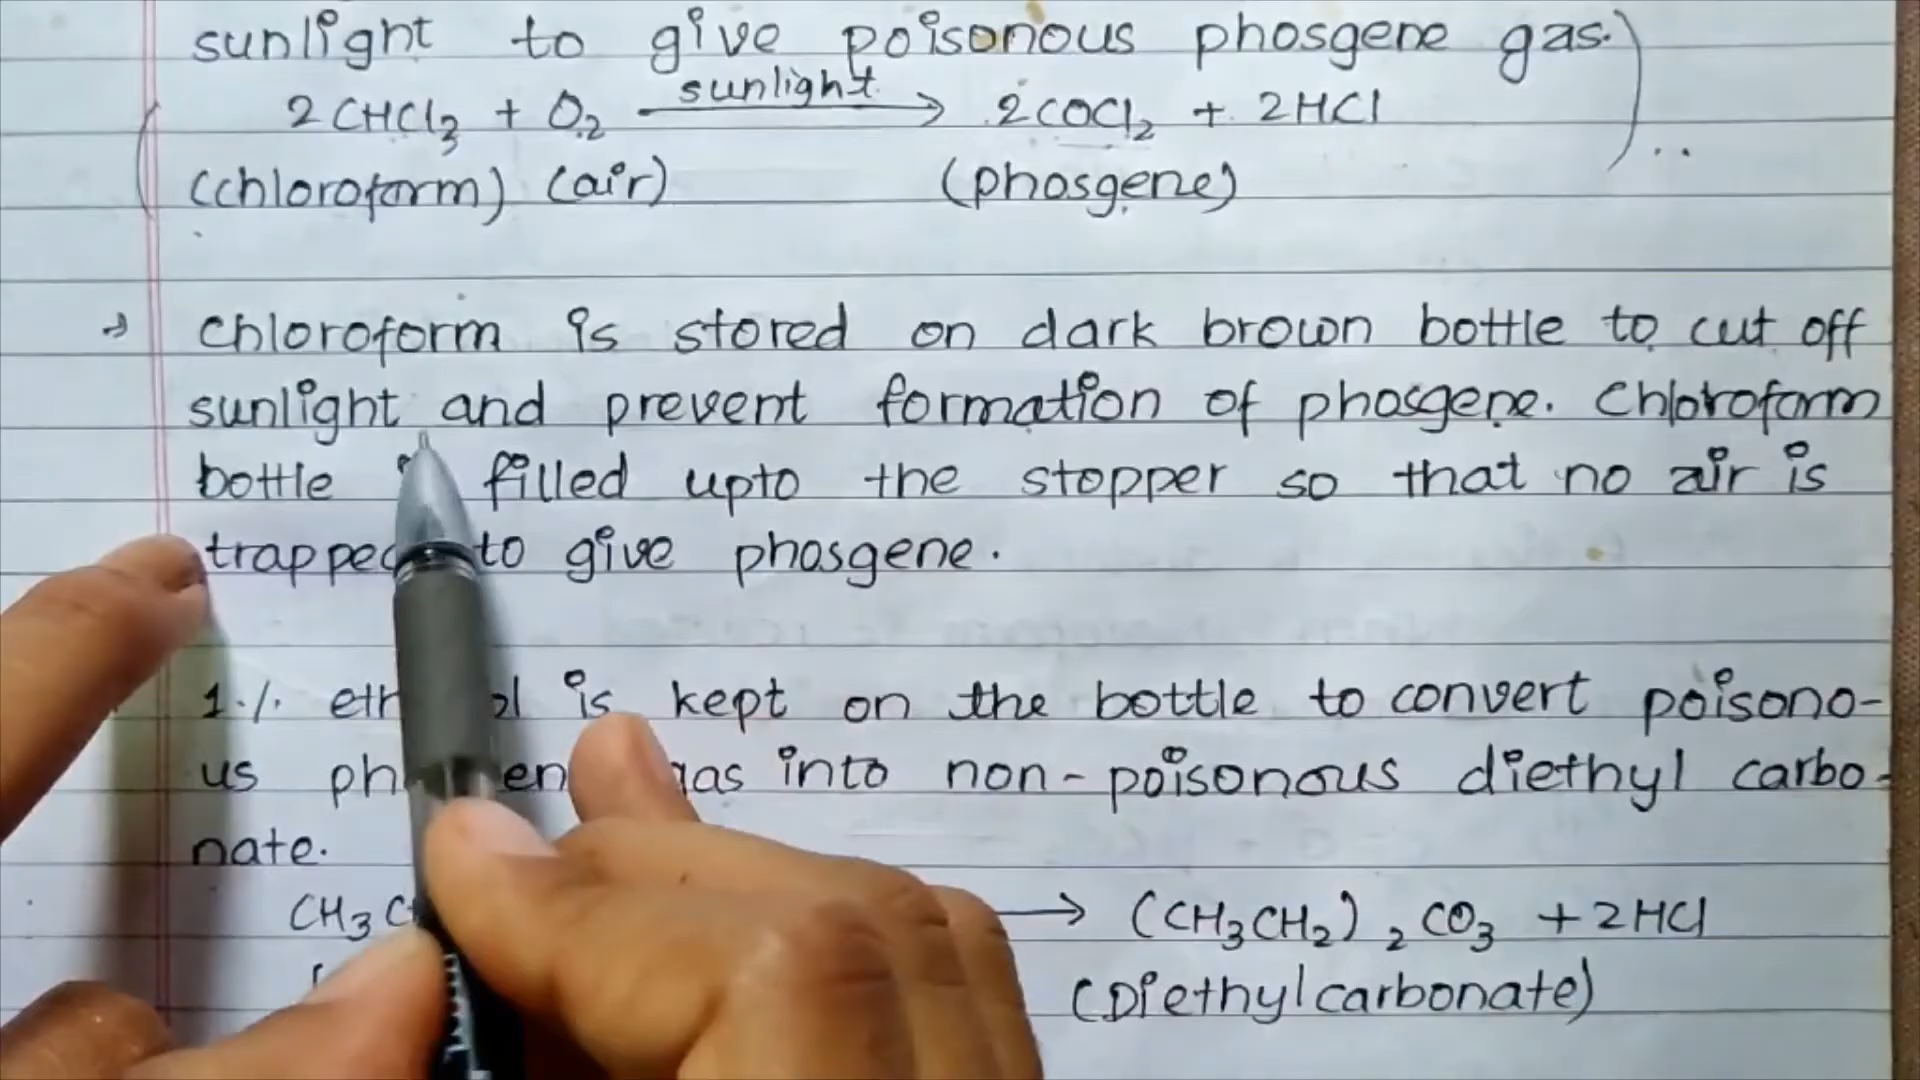 sunlight to give poisonous phosgene gas.)
2CHCl₃ + O₂ sunlight → 2COCl₂ + 2HCl
(chloroform) (air) (phosgene)
→ Chloroform is stored on dark brown bottle to cut off
sunlight and prevent formation of phosgene. Chloroform
bottle filled upto the stopper so that no air is
trapped to give phosgene.
1% is kept on the bottle to convert poisono-
us gas into non-poisonous diethyl carbo-
nate.
CH₃ → (CH₃CH₂)₂CO₃ + 2HCl
(Diethylcarbonate)